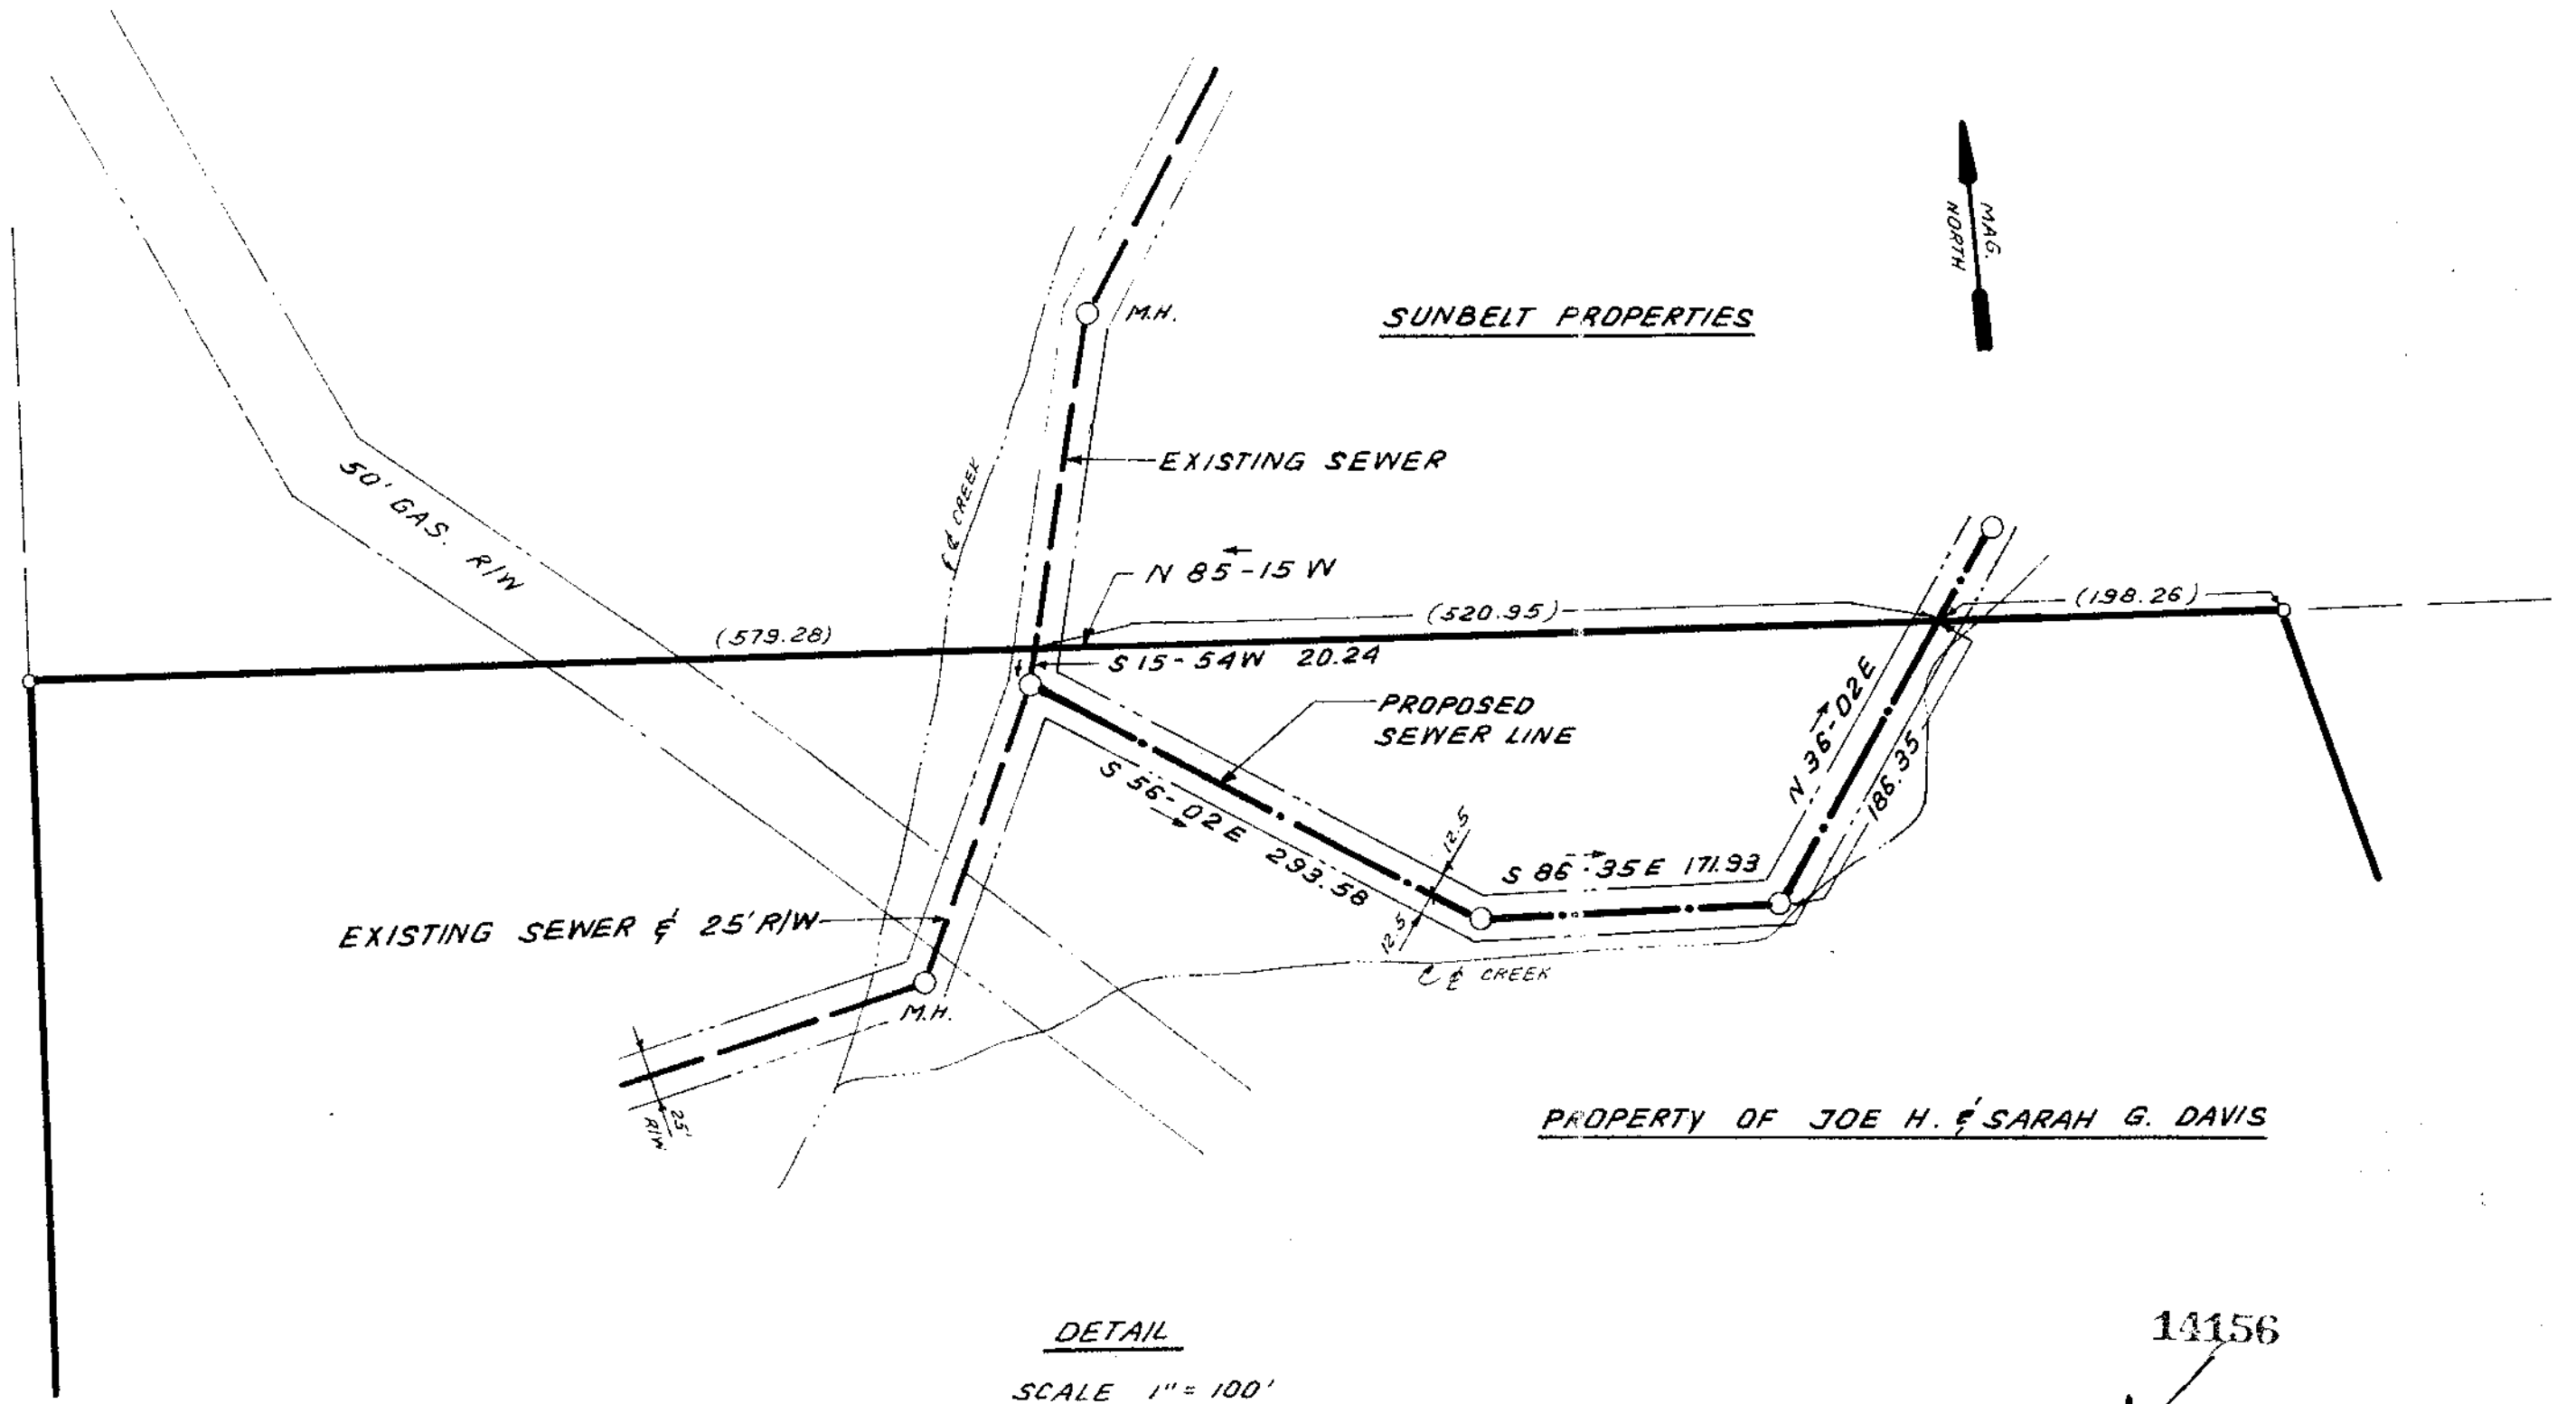 MAG.
NORTH
M.H.
SUNBELT PROPERTIES
50' GAS. R/W
℄ CREEK
EXISTING SEWER
N 85-15 W
(579.28)
(520.95)
(198.26)
S 15-54W 20.24
PROPOSED
SEWER LINE
N 36-02E
186.35
S 56-02E 293.58
12.5
12.5
S 86-35E 171.93
EXISTING SEWER & 25' R/W
℄ CREEK
M.H.
25'
R/W
PROPERTY OF JOE H. & SARAH G. DAVIS
DETAIL
SCALE 1" = 100'
14156